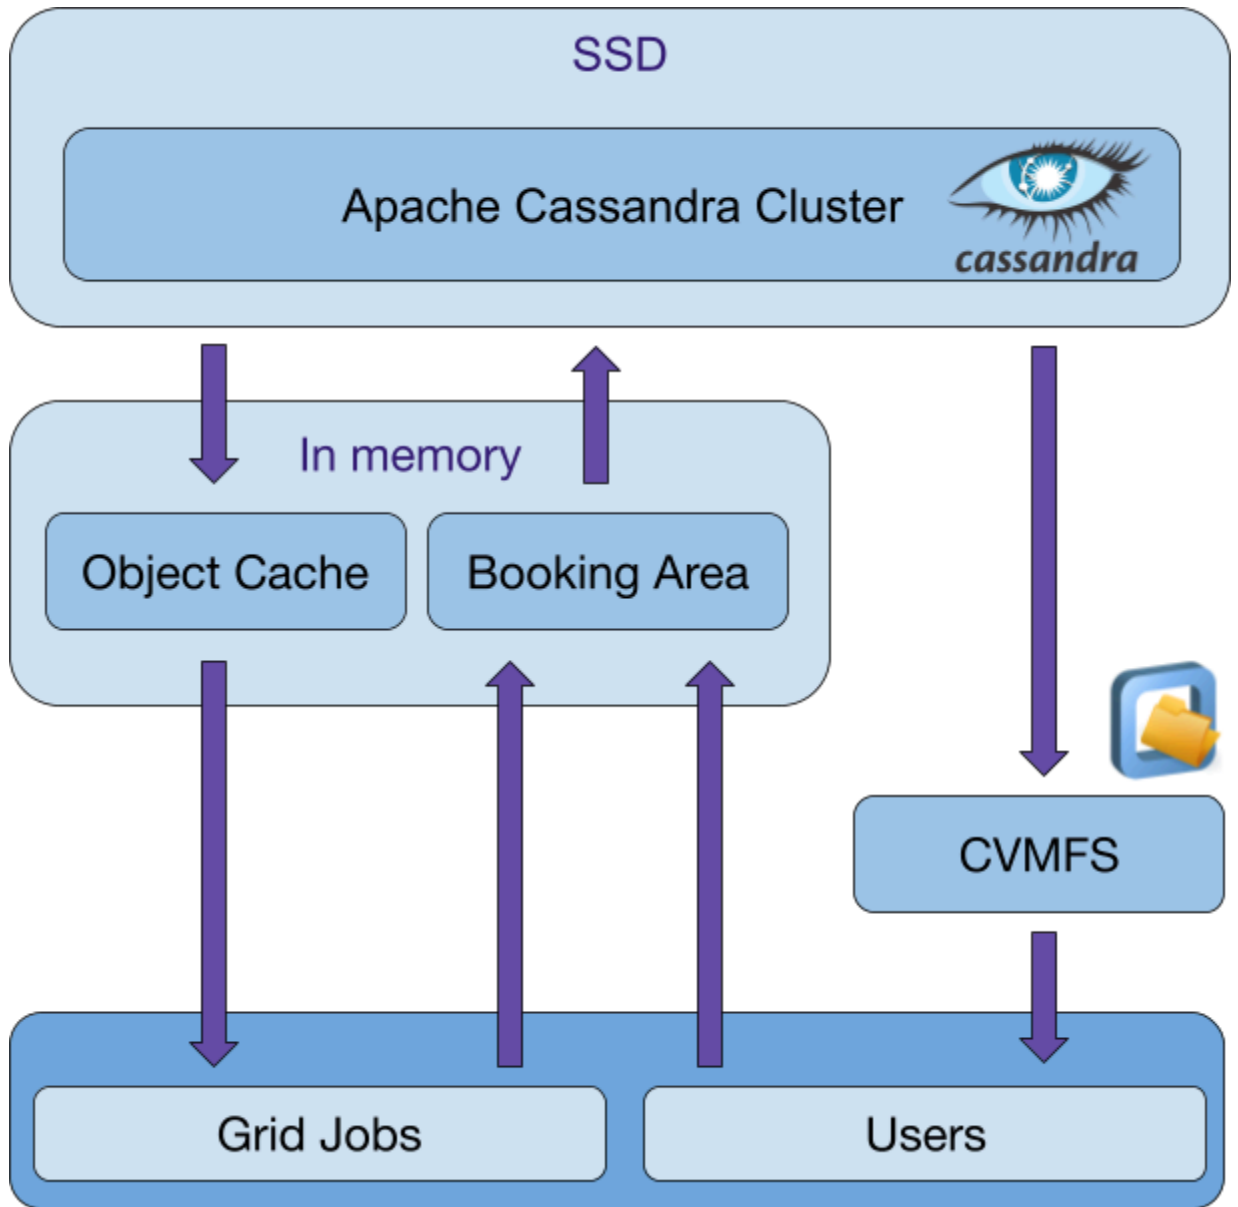 SSD
Apache Cassandra Cluster
cassandra
In memory
Object Cache
Booking Area
CVMFS
Grid Jobs
Users